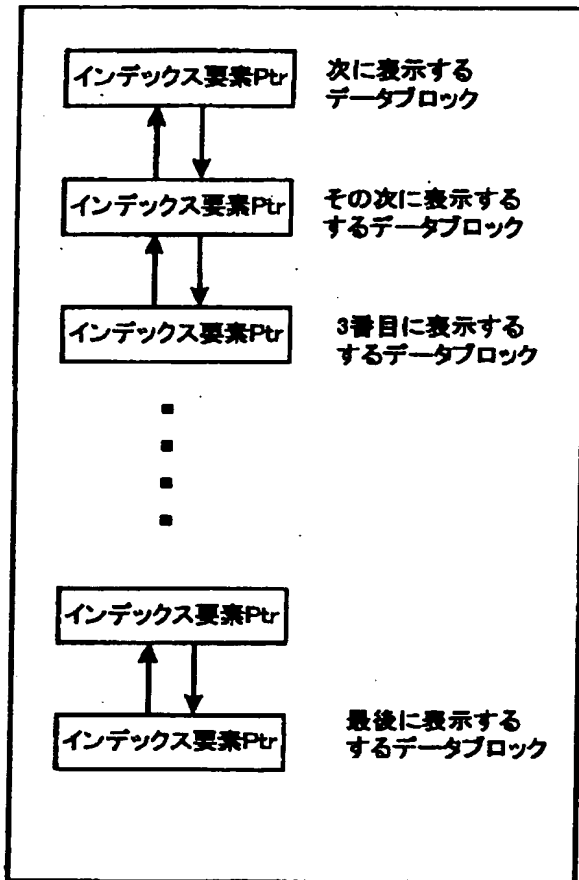 インデックス要素Ptr
次に表示する
データブロック
インデックス要素Ptr
その次に表示する
するデータブロック
インデックス要素Ptr
3番目に表示する
するデータブロック
インデックス要素Ptr
インデックス要素Ptr
最後に表示する
するデータブロック